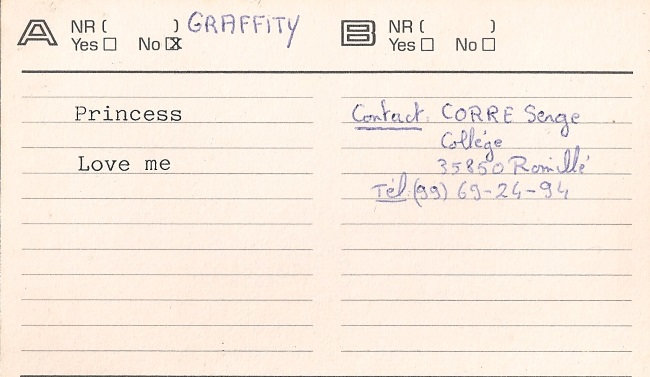 A NR ( ) GRAFFITY
Yes No
B NR ( )
Yes No
Princess
Love me
Contact: CORRE Serge
Collége
35850 Romillé
Tél (99) 69-24-94